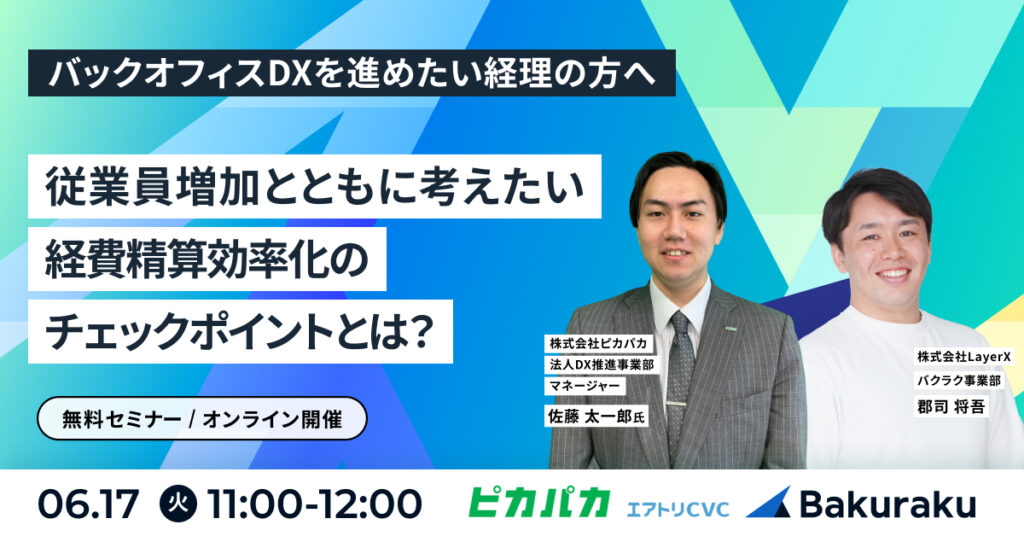 バックオフィスDXを進めたい経理の方へ
従業員増加とともに考えたい
経費精算効率化の
チェックポイントとは？
無料セミナー / オンライン開催
株式会社ピカパカ
法人DX推進事業部
マネージャー
佐藤 太一郎氏
株式会社LayerX
バクラク事業部
郡司 将吾
06.17 火 11:00-12:00
ピカパカ エアトリCVC Bakuraku